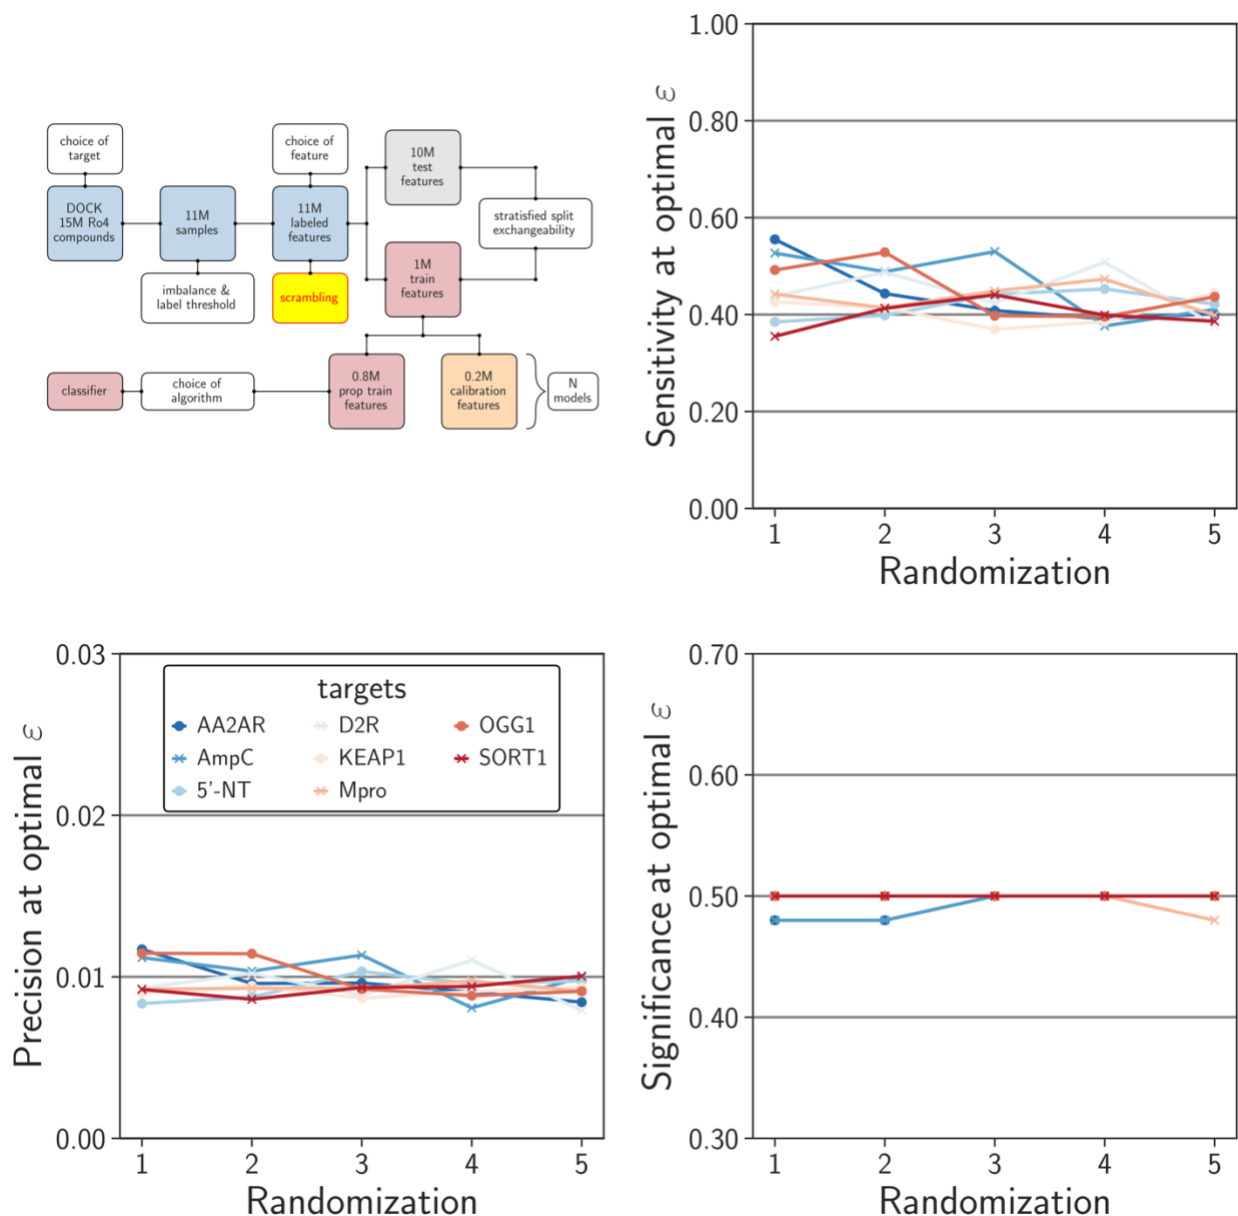 choice of
target
DOCK
15M Ro4
compounds
11M
samples
imbalance &
label threshold
choice of
feature
11M
labeled
features
scrambling
10M
test
features
1M
train
features
stratisfied split
exchangeability
classifier
choice of
algorithm
0.8M
prop train
features
0.2M
calibration
features
N
models
Sensitivity at optimal ε
1.00
0.80
0.60
0.40
0.20
0.00
1 2 3 4 5
Randomization
Precision at optimal ε
0.03
0.02
0.01
0.00
targets
AA2AR
AmpC
5'-NT
D2R
KEAP1
Mpro
OGG1
SORT1
1 2 3 4 5
Randomization
Significance at optimal ε
0.70
0.60
0.50
0.40
0.30
1 2 3 4 5
Randomization